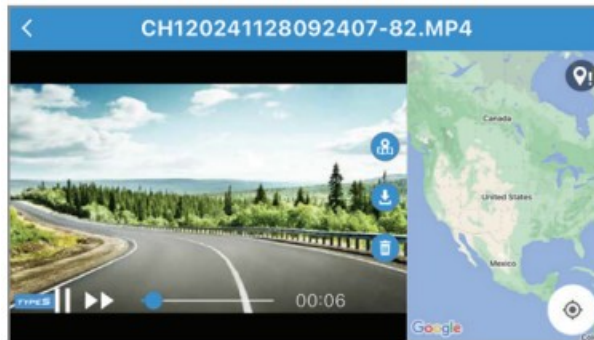 CH120241128092407-82.MP4
Canada
United States
Mexico
TYPES
00:06
Google